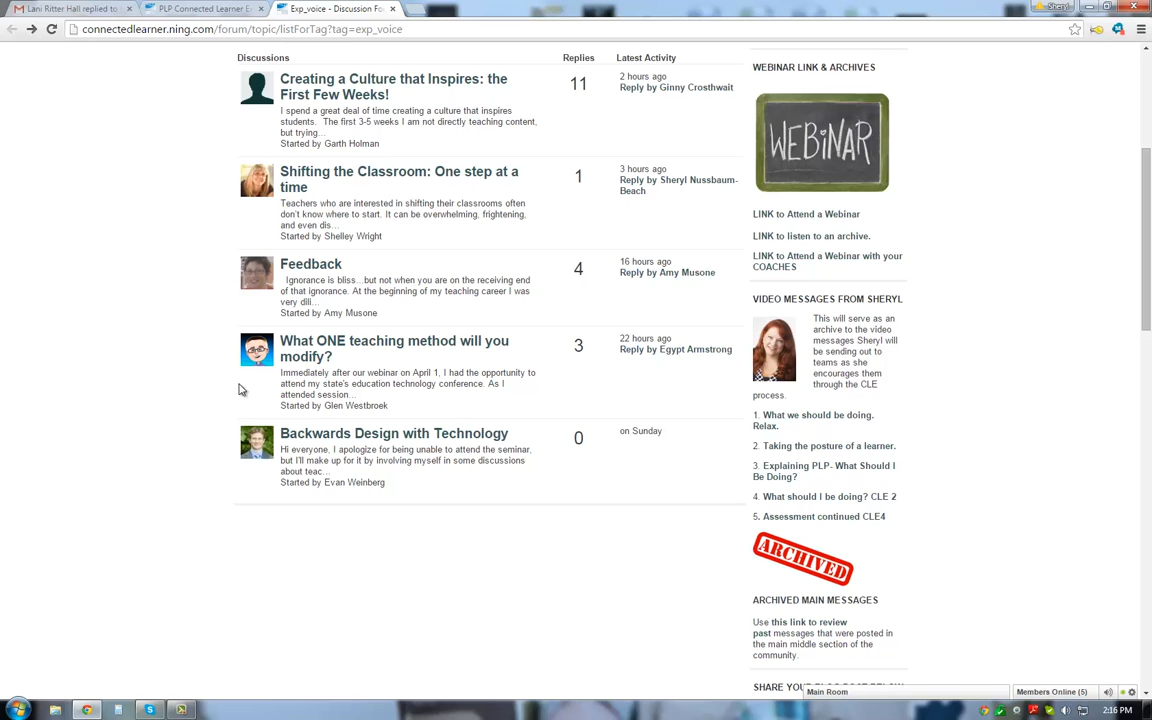 Lani Ritter Hall replied to
PLP Connected Learner E
Exp_voice - Discussion Fo
Sheryl
connectedlearner.ning.com/forum/topic/listForTag?tag=exp_voice
Discussions
Replies
Latest Activity
Creating a Culture that Inspires: the
First Few Weeks!
I spend a great deal of time creating a culture that inspires
students.  The first 3-5 weeks I am not directly teaching content,
but trying…
Started by Garth Holman
11
2 hours ago
Reply by Ginny Crosthwait
Shifting the Classroom: One step at a
time
Teachers who are interested in shifting their classrooms often
don't know where to start. It can be overwhelming, frightening,
and even dis…
Started by Shelley Wright
1
3 hours ago
Reply by Sheryl Nussbaum-
Beach
Feedback
Ignorance is bliss...but not when you are on the receiving end
of that ignorance. At the beginning of my teaching career I was
very dili…
Started by Amy Musone
4
16 hours ago
Reply by Amy Musone
What ONE teaching method will you
modify?
Immediately after our webinar on April 1, I had the opportunity to
attend my state's education technology conference. As I
attended session…
Started by Glen Westbroek
3
22 hours ago
Reply by Egypt Armstrong
Backwards Design with Technology
Hi everyone, I apologize for being unable to attend the seminar,
but I'll make up for it by involving myself in some discussions
about teac…
Started by Evan Weinberg
0
on Sunday
WEBINAR LINK & ARCHIVES
WEBINAR
LINK to Attend a Webinar
LINK to listen to an archive.
LINK to Attend a Webinar with your
COACHES
VIDEO MESSAGES FROM SHERYL
This will serve as an
archive to the video
messages Sheryl will
be sending out to
teams as she
encourages them
through the CLE
process.
1. What we should be doing.
Relax.
2. Taking the posture of a learner.
3. Explaining PLP- What Should I
Be Doing?
4. What should I be doing? CLE 2
5. Assessment continued CLE4
ARCHIVED
ARCHIVED MAIN MESSAGES
Use this link to review
past messages that were posted in
the main middle section of the
community.
Main Room
Members Online (5)
2:16 PM